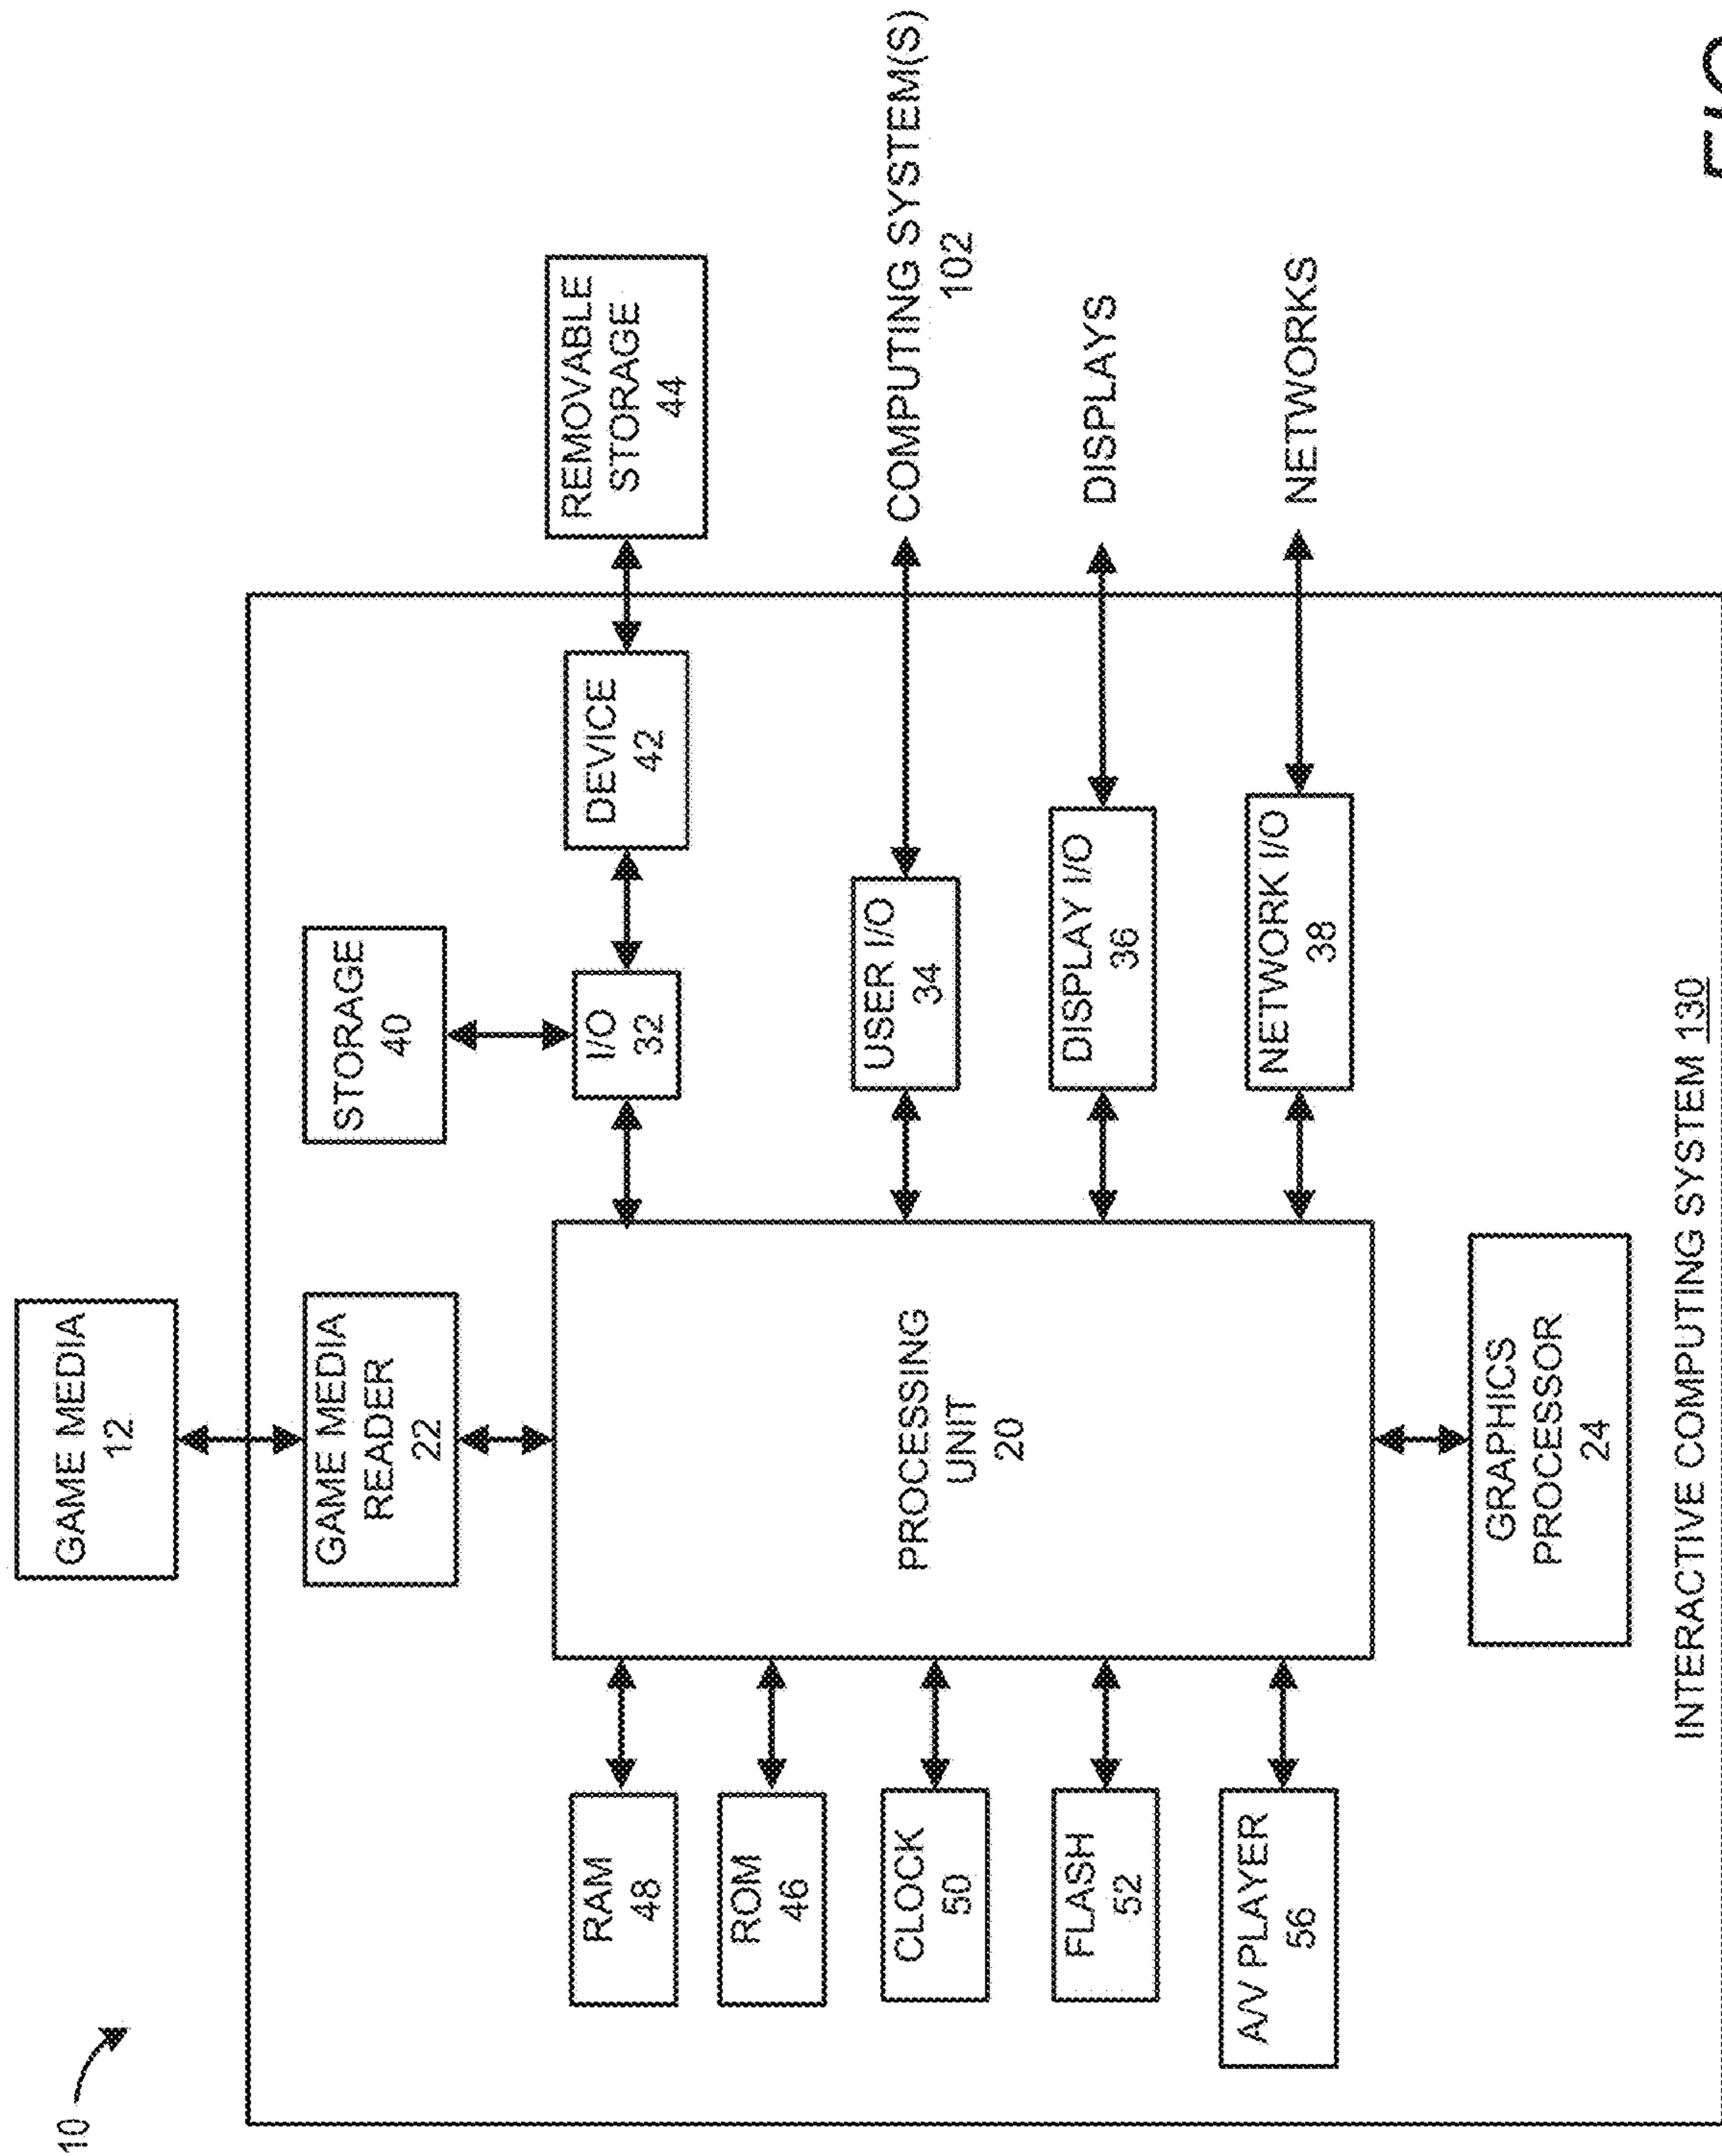 10
GAME MEDIA
12
GAME MEDIA
READER
22
STORAGE
40
I/O
32
DEVICE
42
REMOVABLE
STORAGE
44
RAM
48
ROM
46
CLOCK
50
FLASH
52
A/V PLAYER
56
PROCESSING
UNIT
20
USER I/O
34
COMPUTING SYSTEM(S)
102
DISPLAY I/O
36
DISPLAYS
NETWORK I/O
38
NETWORKS
GRAPHICS
PROCESSOR
24
INTERACTIVE COMPUTING SYSTEM 130